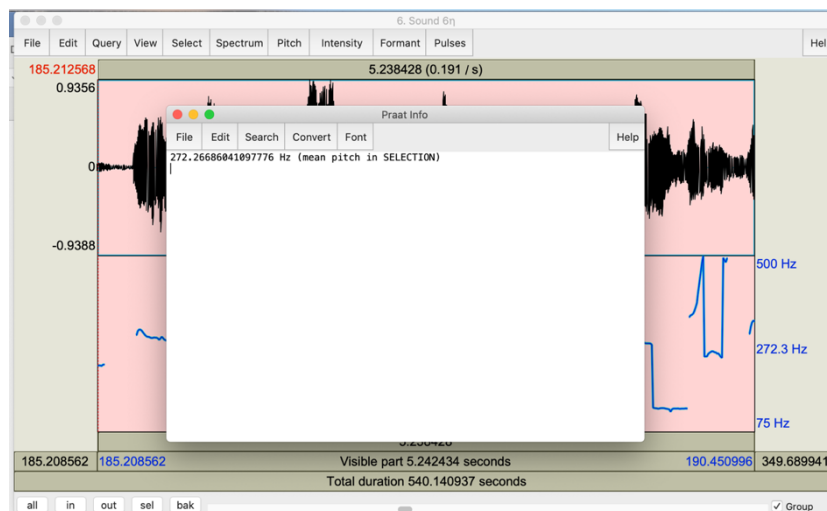 6. Sound 6η
File Edit Query View Select Spectrum Pitch Intensity Formant Pulses Hel
185.212568 5.238428 (0.191 / s)
0.9356
Praat Info
File Edit Search Convert Font Help
272.26686041097776 Hz (mean pitch in SELECTION)
0
-0.9388
500 Hz
272.3 Hz
75 Hz
185.208562 185.208562 Visible part 5.242434 seconds 190.450996 349.689941
Total duration 540.140937 seconds
all in out sel bak Group